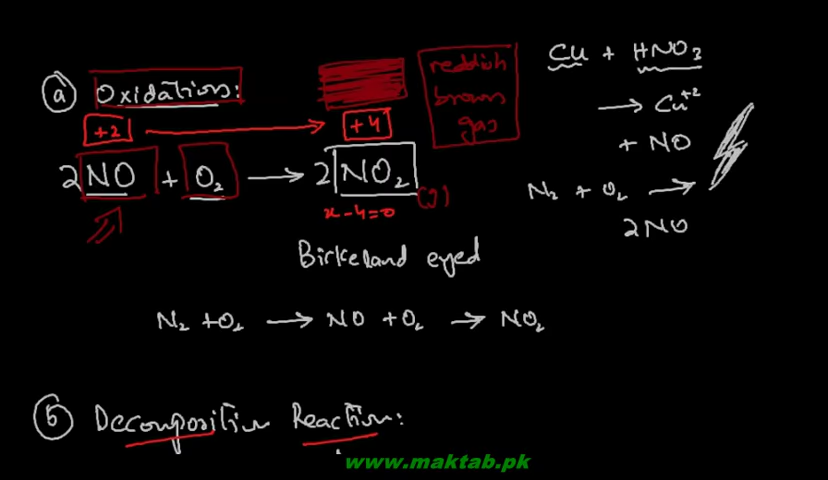 a Oxidation:
reddish
brown
gas
+2 → +4
2NO + O₂ → 2NO₂ (g)
x-4=0
Cu + HNO3
→ Cu+2
+ NO
N₂ + O₂ →
2NO
Birkeland eyed
N₂ + O₂ → NO + O₂ → NO₂
b Decomposition Reaction:
www.maktab.pk